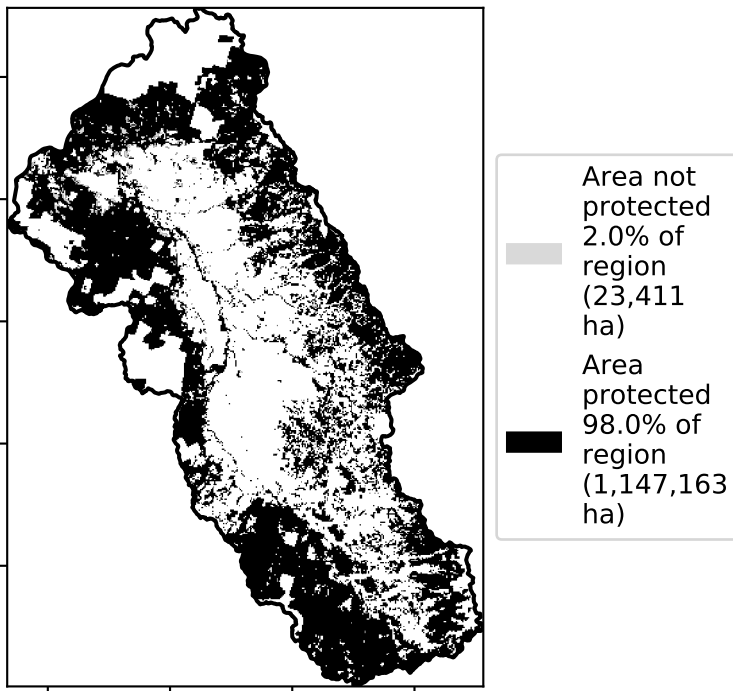 Area not
protected
2.0% of
region
(23,411
ha)
Area
protected
98.0% of
region
(1,147,163
ha)